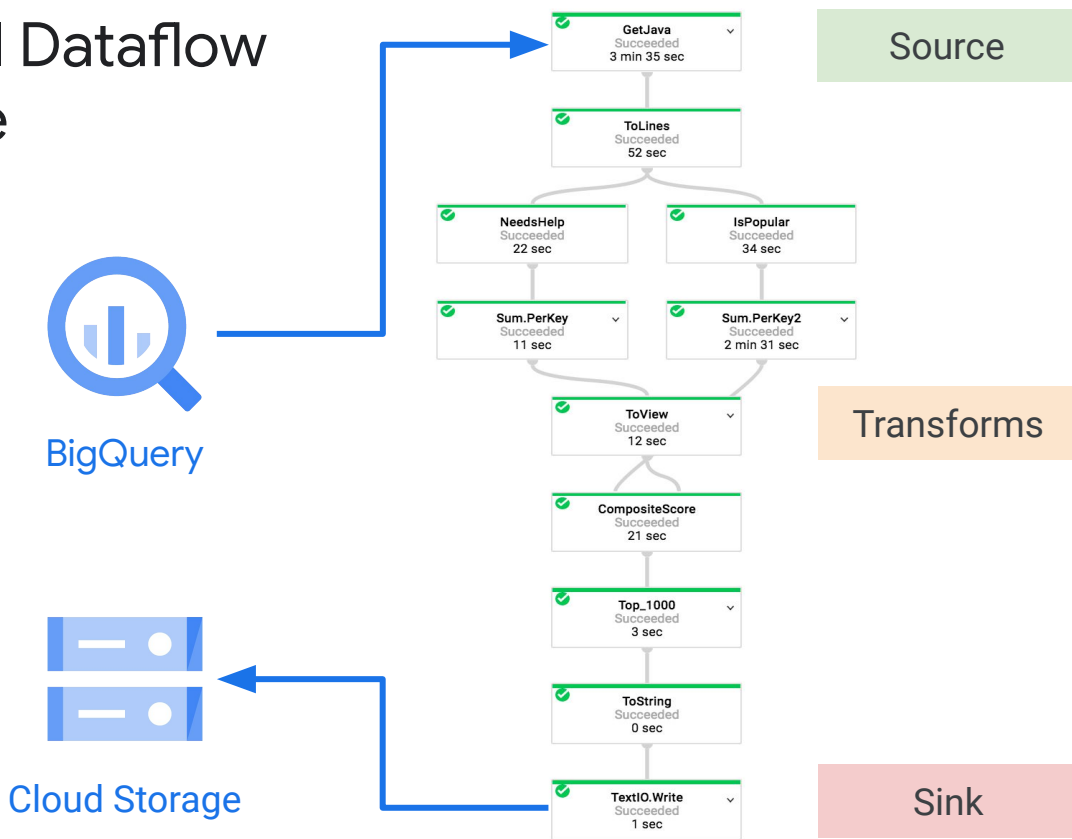 Dataflow
GetJava
Succeeded
3 min 35 sec
Source
ToLines
Succeeded
52 sec
NeedsHelp
Succeeded
22 sec
IsPopular
Succeeded
34 sec
Sum.PerKey
Succeeded
11 sec
Sum.PerKey2
Succeeded
2 min 31 sec
BigQuery
ToView
Succeeded
12 sec
Transforms
CompositeScore
Succeeded
21 sec
Top_1000
Succeeded
3 sec
ToString
Succeeded
0 sec
Cloud Storage
TextIO.Write
Succeeded
1 sec
Sink